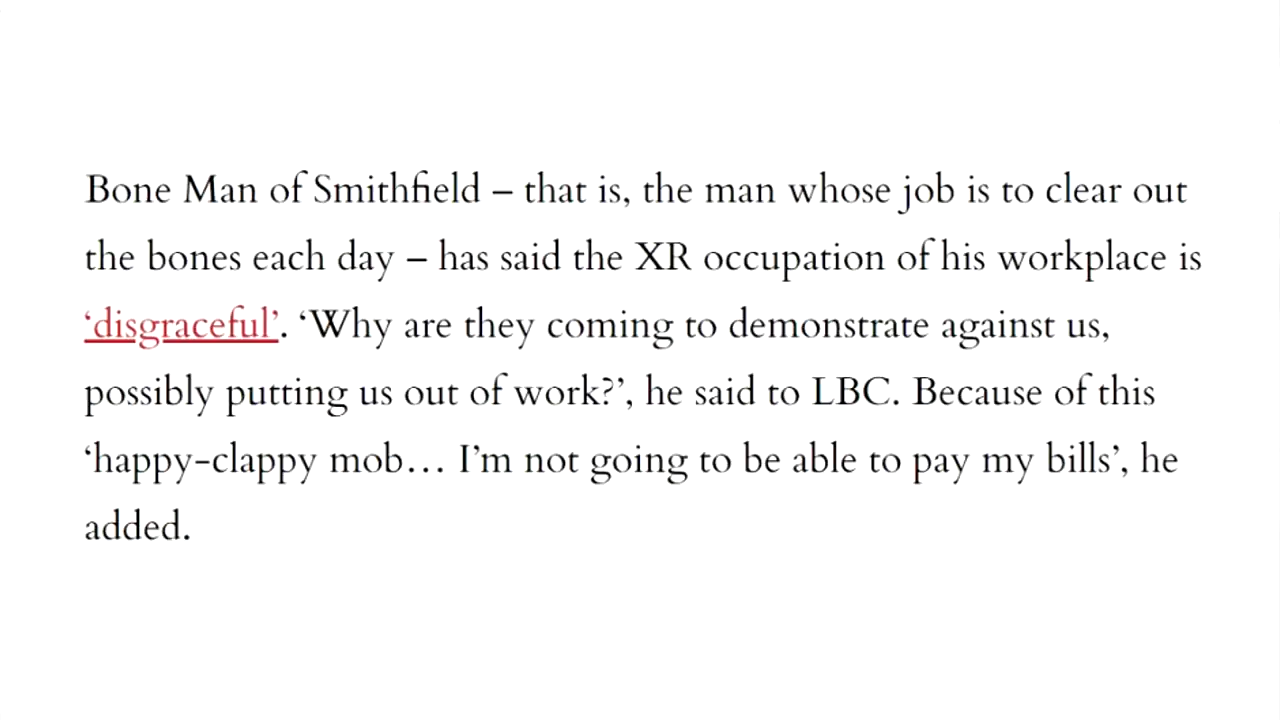 Bone Man of Smithfield – that is, the man whose job is to clear out
the bones each day – has said the XR occupation of his workplace is
‘disgraceful’. ‘Why are they coming to demonstrate against us,
possibly putting us out of work?’, he said to LBC. Because of this
‘happy-clappy mob… I’m not going to be able to pay my bills’, he
added.